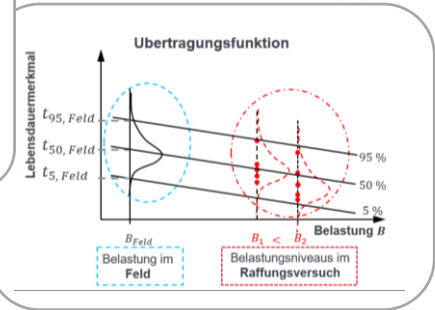 Ubertragungsfunktion
Lebensdauermerkmal
t95, Feld
t50, Feld
t5, Feld
95 %
50 %
5 %
BFeld
B1 < B2
Belastung B
Belastung im
Feld
Belastungsniveaus im
Raffungsversuch